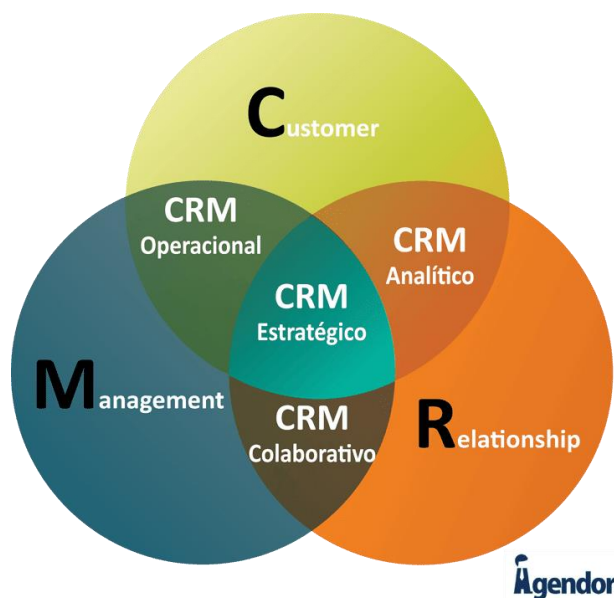 Customer
CRM
Operacional
CRM
Analítico
CRM
Estratégico
Management
CRM
Colaborativo
Relationship
Agendor